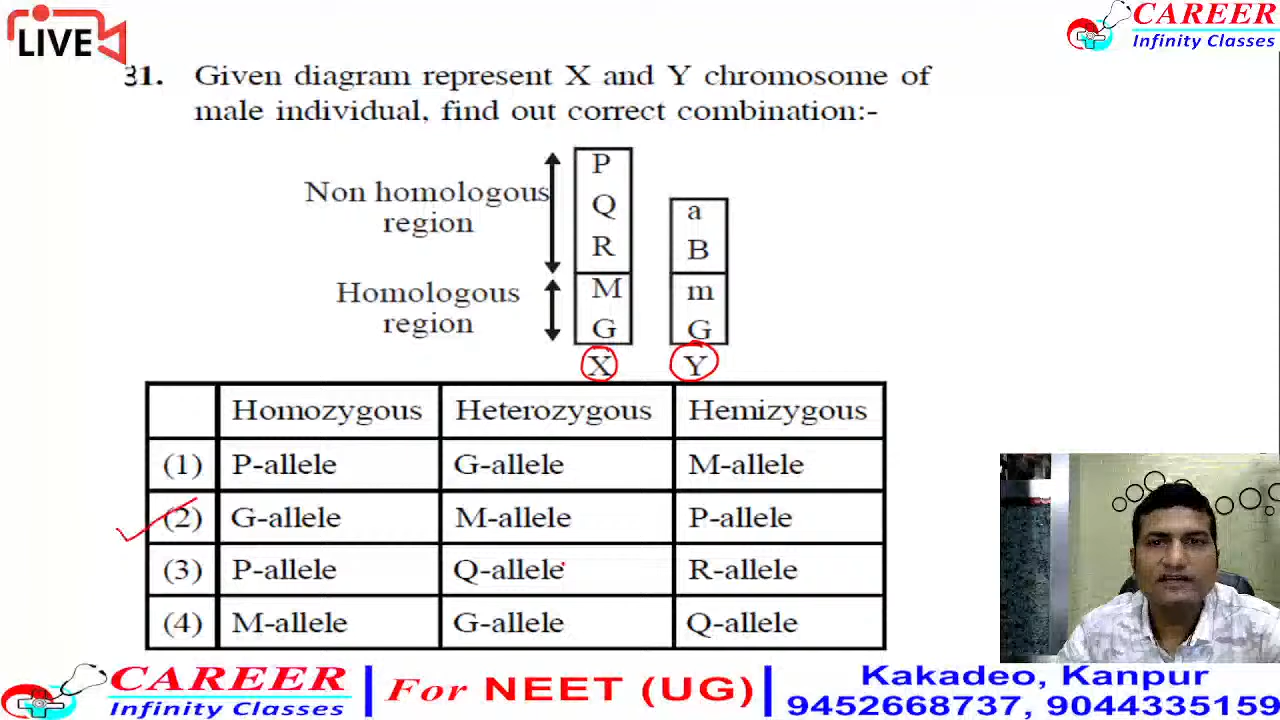 LIVE
CAREER
Infinity Classes
31. Given diagram represent X and Y chromosome of
male individual, find out correct combination:-
Non homologous
region
P
Q
R
a
B
Homologous
region
M
G
m
G
X Y
Homozygous Heterozygous Hemizygous
(1) P-allele G-allele M-allele
(2) G-allele M-allele P-allele
(3) P-allele Q-allele R-allele
(4) M-allele G-allele Q-allele
CAREER
Infinity Classes
For NEET (UG)
Kakadeo, Kanpur
9452668737, 9044335159